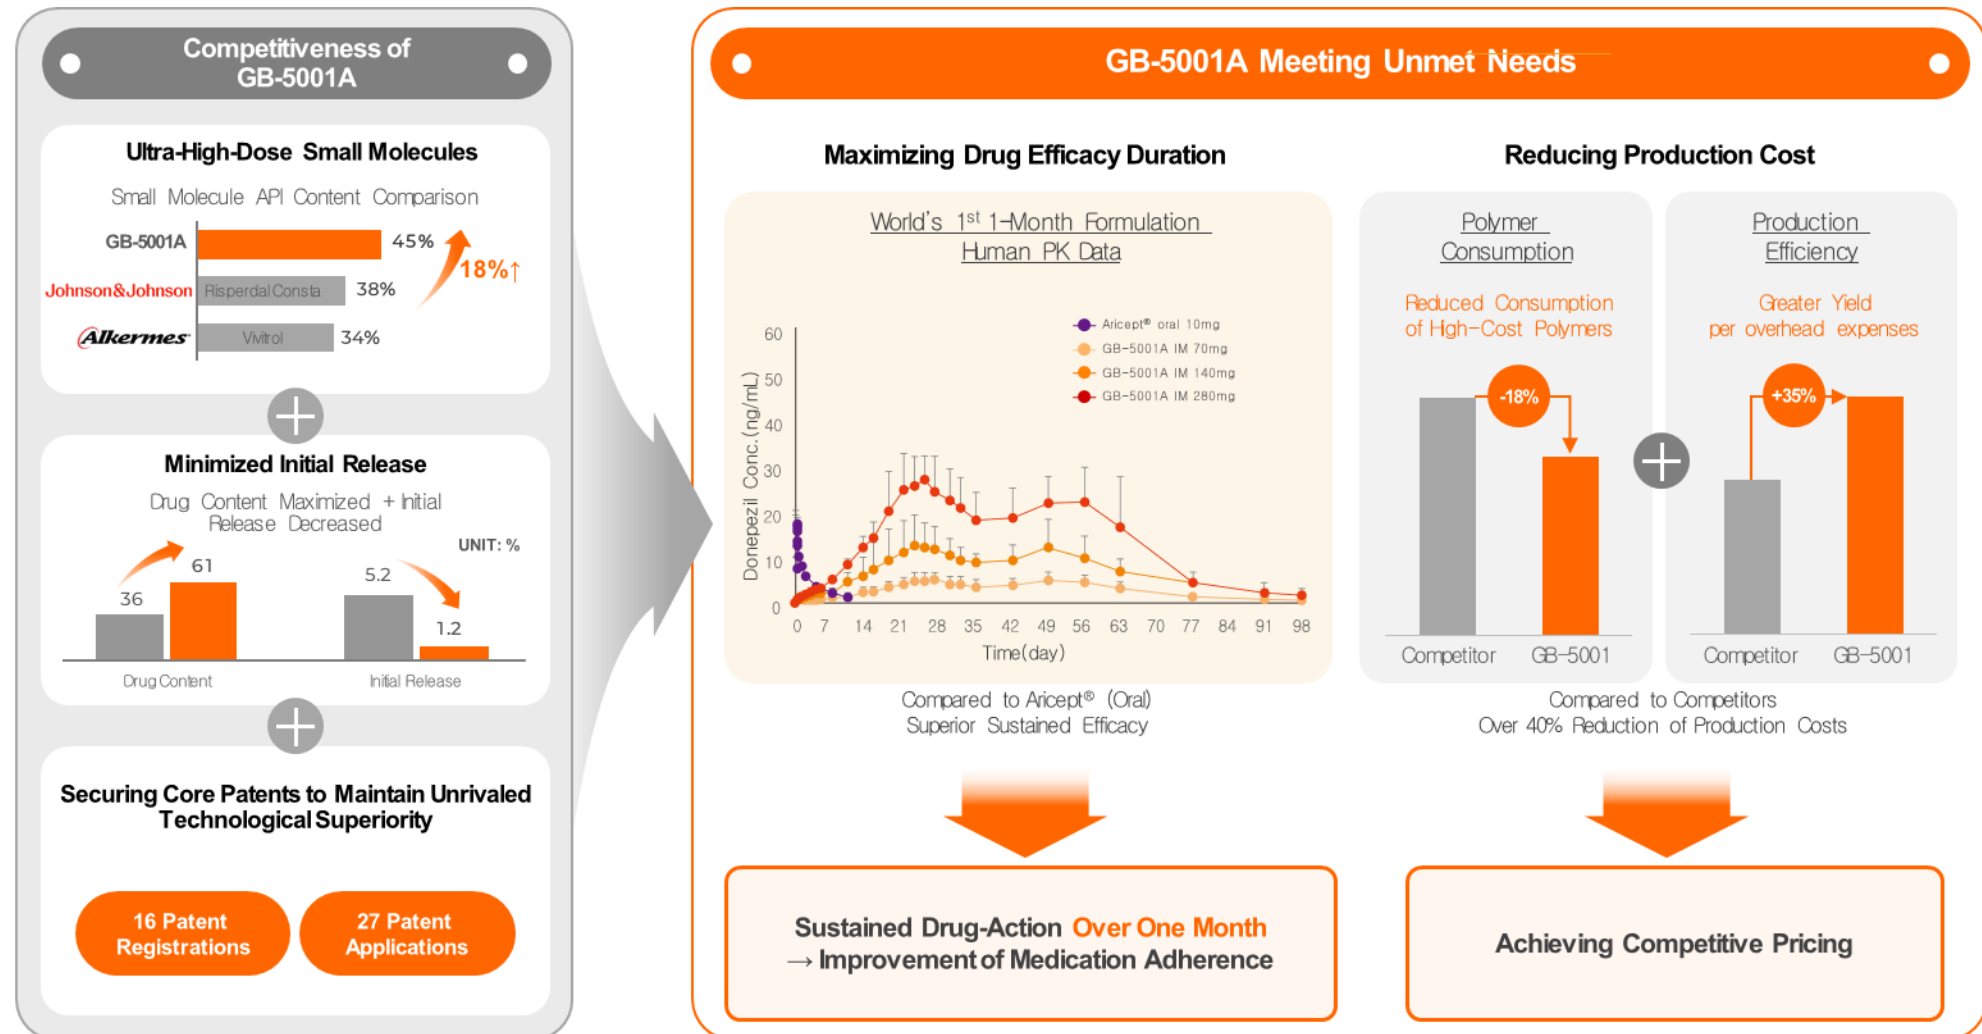 Competitiveness of
GB-5001A
Ultra-High-Dose Small Molecules
Small Molecule API Content Comparison
GB-5001A
45%
18%↑
Johnson&Johnson
Risperdal Consta
38%
Alkermes
Vivitrol
34%
Minimized Initial Release
Drug Content Maximized + Initial
Release Decreased
UNIT: %
36
61
5.2
1.2
Drug Content
Initial Release
Securing Core Patents to Maintain Unrivaled
Technological Superiority
16 Patent
Registrations
27 Patent
Applications
GB-5001A Meeting Unmet Needs
Maximizing Drug Efficacy Duration
World's 1st 1-Month Formulation
Human PK Data
Donepezil Conc.(ng/mL)
60
50
40
30
20
10
0
Aricept® oral 10mg
GB-5001A IM 70mg
GB-5001A IM 140mg
GB-5001A IM 280mg
0 7 14 21 28 35 42 49 56 63 70 77 84 91 98
Time(day)
Compared to Aricept® (Oral)
Superior Sustained Efficacy
Sustained Drug-Action Over One Month
→ Improvement of Medication Adherence
Reducing Production Cost
Polymer
Consumption
Reduced Consumption
of High-Cost Polymers
-18%
Competitor
GB-5001
Production
Efficiency
Greater Yield
per overhead expenses
+35%
Competitor
GB-5001
Compared to Competitors
Over 40% Reduction of Production Costs
Achieving Competitive Pricing